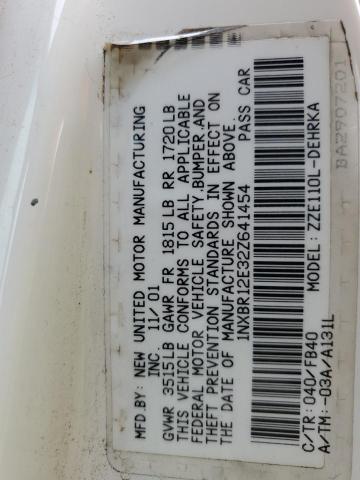 MFD.BY: NEW UNITED MOTOR MANUFACTURING
INC. 11/01
GVWR 3515LB GAWR FR 1815LB RR 1720LB
THIS VEHICLE CONFORMS TO ALL APPLICABLE
FEDERAL MOTOR VEHICLE SAFETY,BUMPER,AND
THEFT PREVENTION STANDARDS IN EFFECT ON
THE DATE OF MANUFACTURE SHOWN ABOVE.
1NXBR12E32Z641454 PASS CAR
C/TR: 040/FB40 MODEL: ZZE110L-DEHRKA
A/TM: -03A/A131L BA2907201